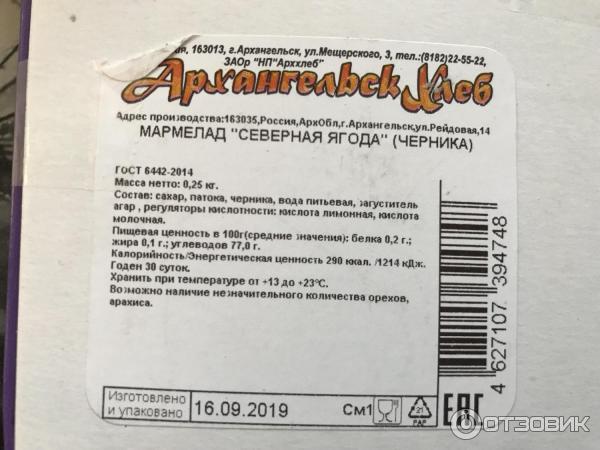 163013, г.Архангельск, ул.Мещерского, 3, тел.:(8182)22-55-22,
ЗАОр "НП"Арххлеб"
Архангельск Хлеб
Адрес производства:163035,Россия,АрхОбл,г.Архангельск,ул.Рейдовая,14
МАРМЕЛАД "СЕВЕРНАЯ ЯГОДА" (ЧЕРНИКА)
ГОСТ 6442-2014
Масса нетто: 0,25 кг.
Состав: сахар, патока, черника, вода питьевая, загуститель
агар , регуляторы кислотности: кислота лимонная, кислота
молочная.
Пищевая ценность в 100г(средние значения): белка 0,2 г.;
жира 0,1 г.; углеводов 77,0 г.
Калорийность/Энергетическая ценность 290 ккал. /1214 кДж.
Годен 30 суток.
Хранить при температуре от +13 до +23°С.
Возможно наличие незначительного количества орехов,
арахиса.
4 627107 394748
Изготовлено
и упаковано
16.09.2019
См1
21
PAP
ЕАС
ОТЗОВИК